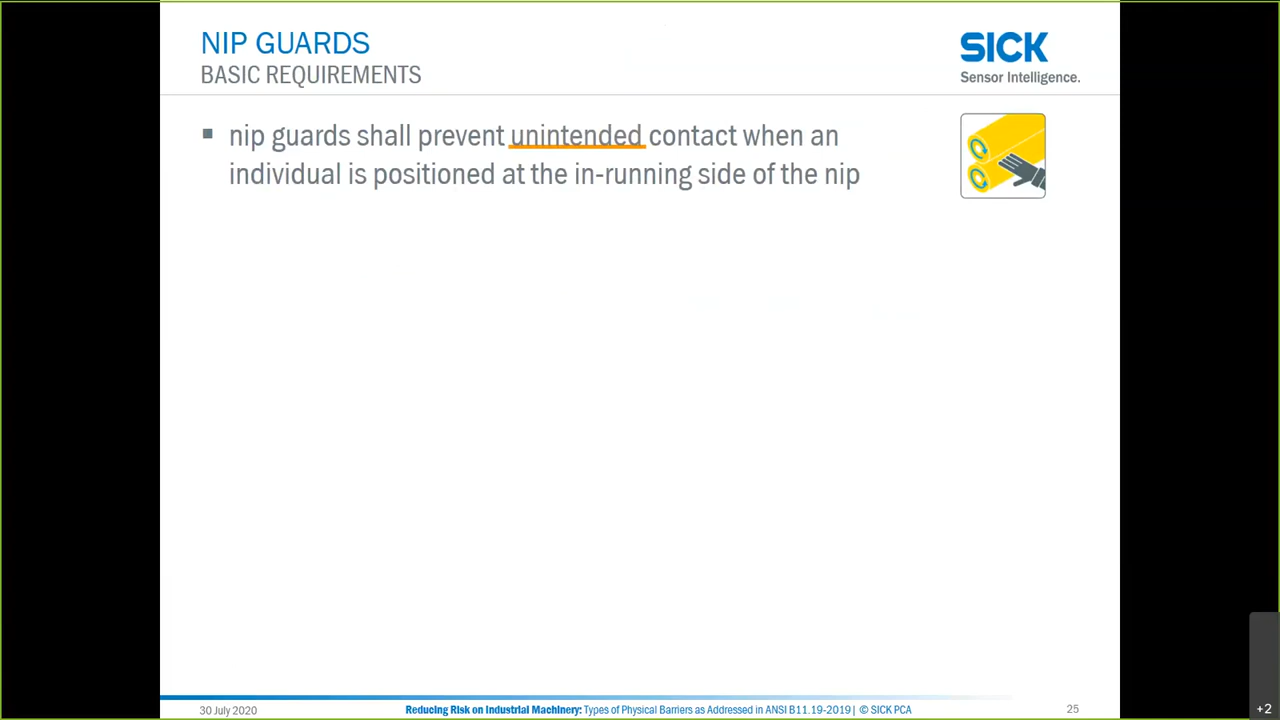 NIP GUARDS
BASIC REQUIREMENTS
SICK
Sensor Intelligence.
▪ nip guards shall prevent unintended contact when an
individual is positioned at the in-running side of the nip
30 July 2020
Reducing Risk on Industrial Machinery: Types of Physical Barriers as Addressed in ANSI B11.19-2019 | © SICK PCA
25
+2